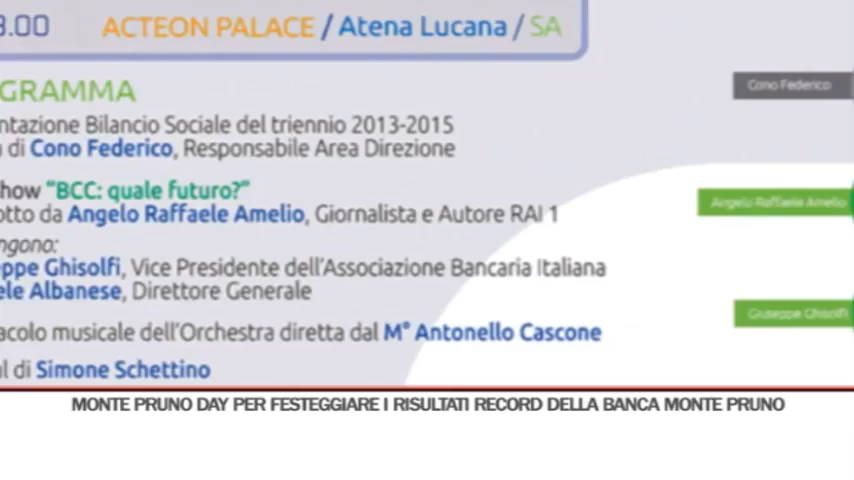 3.00 ACTEON PALACE / Atena Lucana / SA
GRAMMA
Cono Federico
ntazione Bilancio Sociale del triennio 2013-2015
di Cono Federico, Responsabile Area Direzione
how "BCC: quale futuro?"
Angelo Raffaele Amelio
otto da Angelo Raffaele Amelio, Giornalista e Autore RAI 1
ngono:
ppe Ghisolfi, Vice Presidente dell'Associazione Bancaria Italiana
ele Albanese, Direttore Generale
Giuseppe Ghisolfi
acolo musicale dell'Orchestra diretta dal M° Antonello Cascone
l di Simone Schettino
MONTE PRUNO DAY PER FESTEGGIARE I RISULTATI RECORD DELLA BANCA MONTE PRUNO